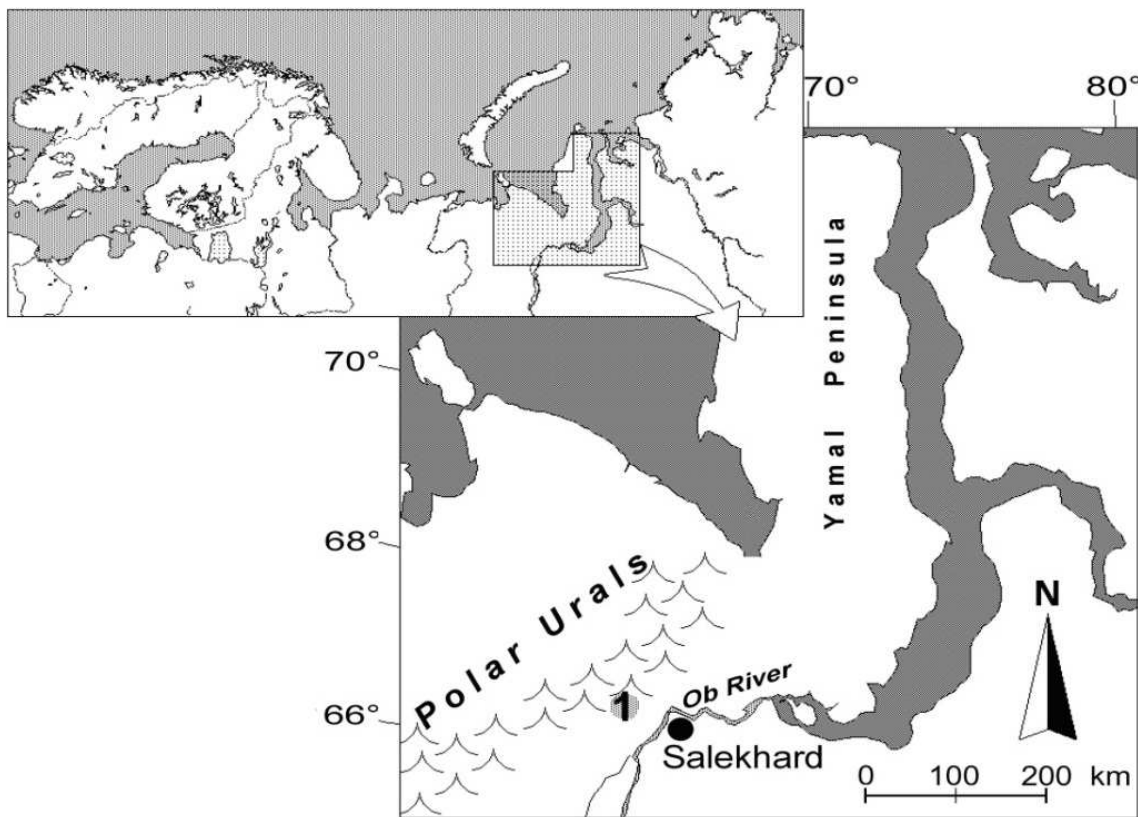 70°
80°
Yamal Peninsula
70°
68°
Polar Urals
N
66°
1
Ob River
Salekhard
0 100 200 km